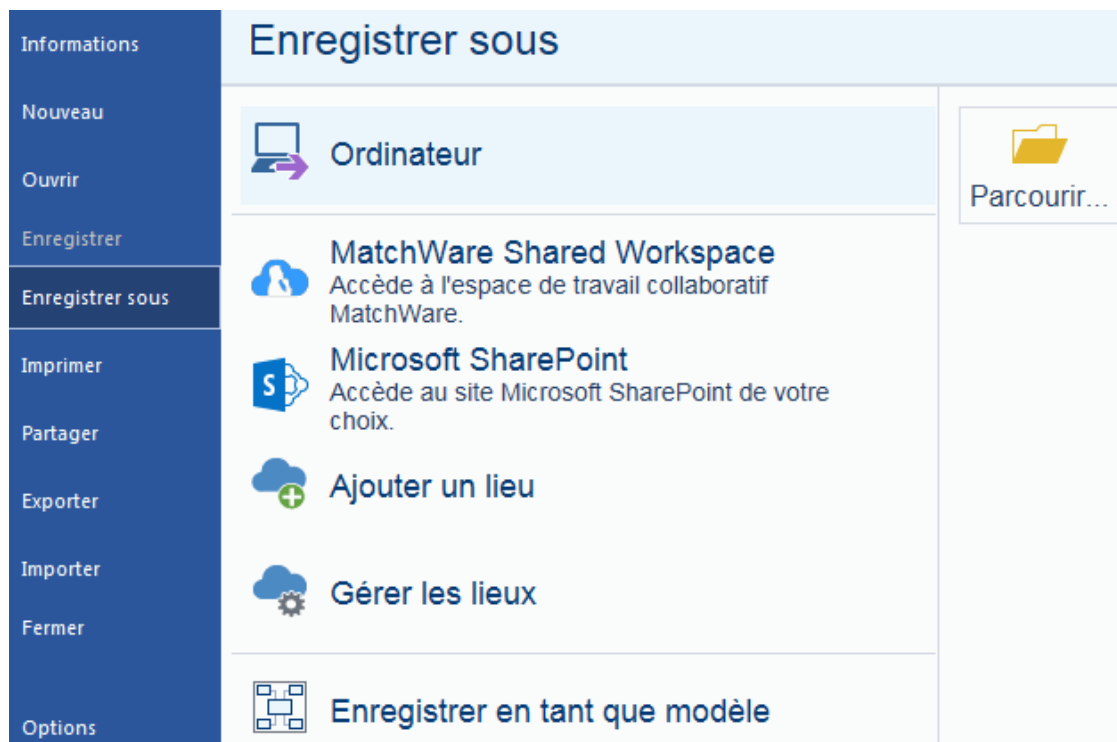 Informations
Nouveau
Ouvrir
Enregistrer
Enregistrer sous
Imprimer
Partager
Exporter
Importer
Fermer
Options
Enregistrer sous
Ordinateur
MatchWare Shared Workspace
Accède à l'espace de travail collaboratif
MatchWare.
Microsoft SharePoint
Accède au site Microsoft SharePoint de votre
choix.
Ajouter un lieu
Gérer les lieux
Enregistrer en tant que modèle
Parcourir...